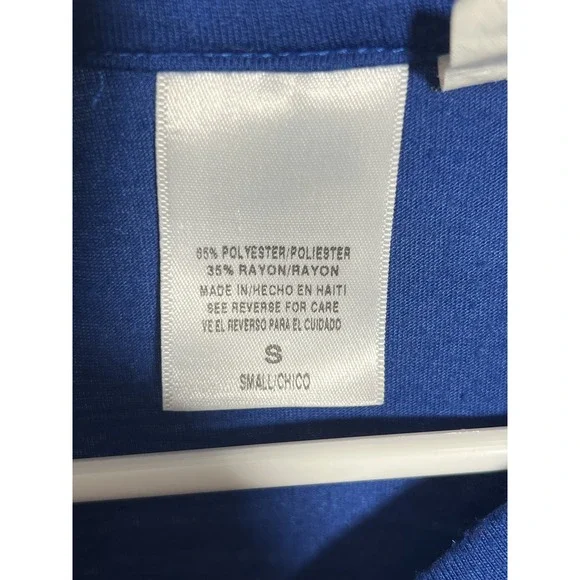 65% POLYESTER/POLIESTER
35% RAYON/RAYON
MADE IN/HECHO EN HAITI
SEE REVERSE FOR CARE
VE EL REVERSO PARA EL CUIDADO
S
SMALL/CHICO